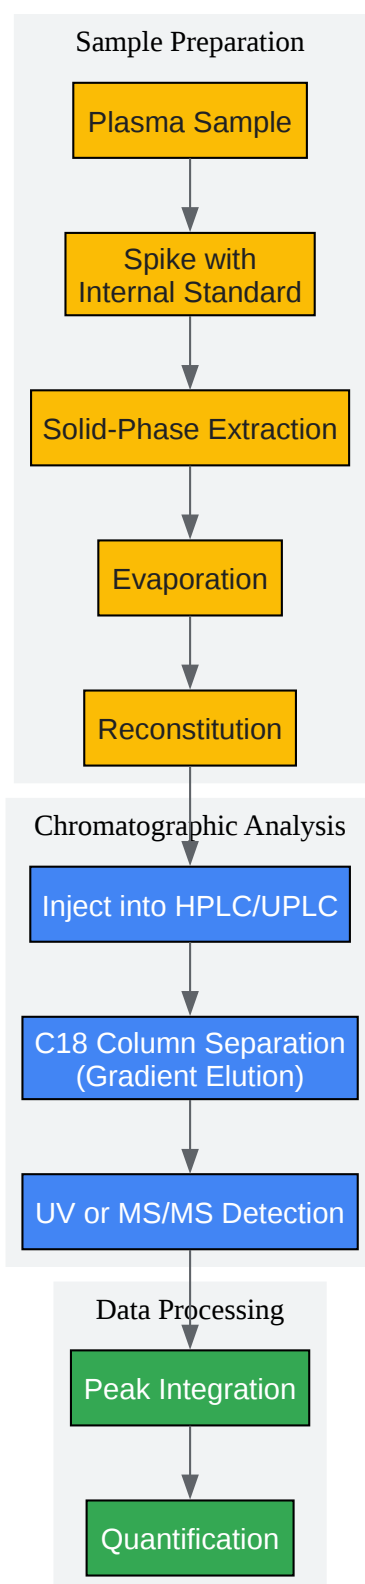 Sample Preparation
Plasma Sample
Spike with
Internal Standard
Solid-Phase Extraction
Evaporation
Reconstitution
Chromatographic Analysis
Inject into HPLC/UPLC
C18 Column Separation
(Gradient Elution)
UV or MS/MS Detection
Data Processing
Peak Integration
Quantification